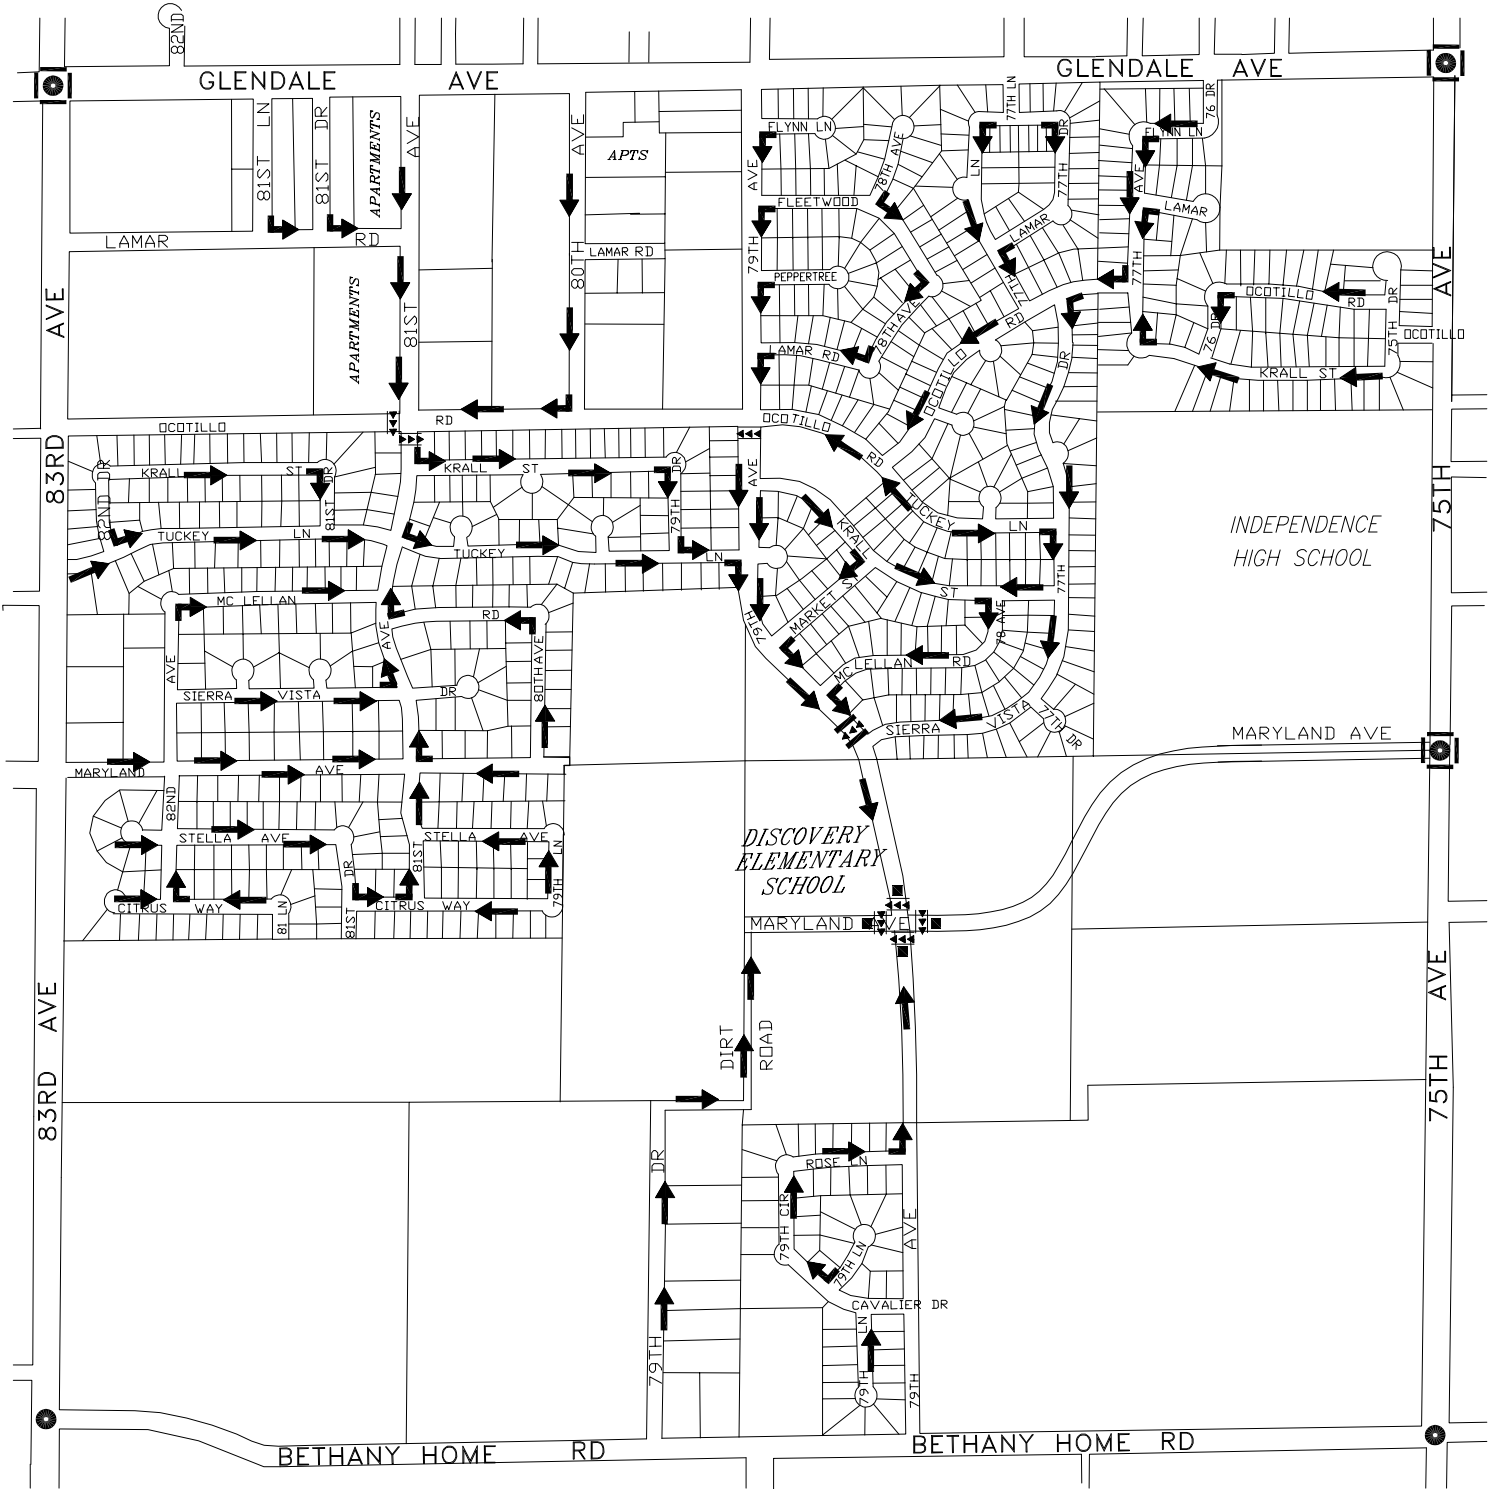 82ND
GLENDALE AVE
GLENDALE AVE
81ST LN
81ST DR
APARTMENTS
AVE
AVE
APTS
FLYNN LN
78TH AVE
77TH LN
DR
76 DR
FLYNN LN
AVE
LN
77TH
AVE
FLEETWOOD
LAMAR
LAMAR
LAMAR RD
80TH
LAMAR RD
79TH
PEPPERTREE
77TH
77TH
OCOTILLO
RD
DR
AVE
AVE
APARTMENTS
81ST
78TH AVE
RD
76 DR
75TH
OCOTILLO
LAMAR RD
OCOTILLO
DR
KRALL ST
OCOTILLO
RD
OCOTILLO
RD
83RD
82ND DR
KRALL ST
DR
81ST
KRALL ST
DR
79TH
AVE
TUCKEY LN
TUCKEY
LN
KRALL
ST
TUCKEY LN
77TH
75TH
INDEPENDENCE
HIGH SCHOOL
MC LELLAN
RD
MARKET ST
79TH
78 AVE
AVE
AVE
80TH AVE
MC LELLAN RD
SIERRA VISTA
DR
SIERRA VISTA
77TH DR
MARYLAND AVE
MARYLAND AVE
82ND
STELLA AVE
DR
81ST
STELLA AVE
LN
79TH
CITRUS WAY
81 LN
81ST
CITRUS WAY
DISCOVERY
ELEMENTARY
SCHOOL
MARYLAND AVE
83RD AVE
DIRT
ROAD
75TH AVE
79TH DR
ROSE LN
79TH CIR
79TH LN
AVE
CAVALIER DR
79TH LN
79TH
BETHANY HOME RD
BETHANY HOME RD